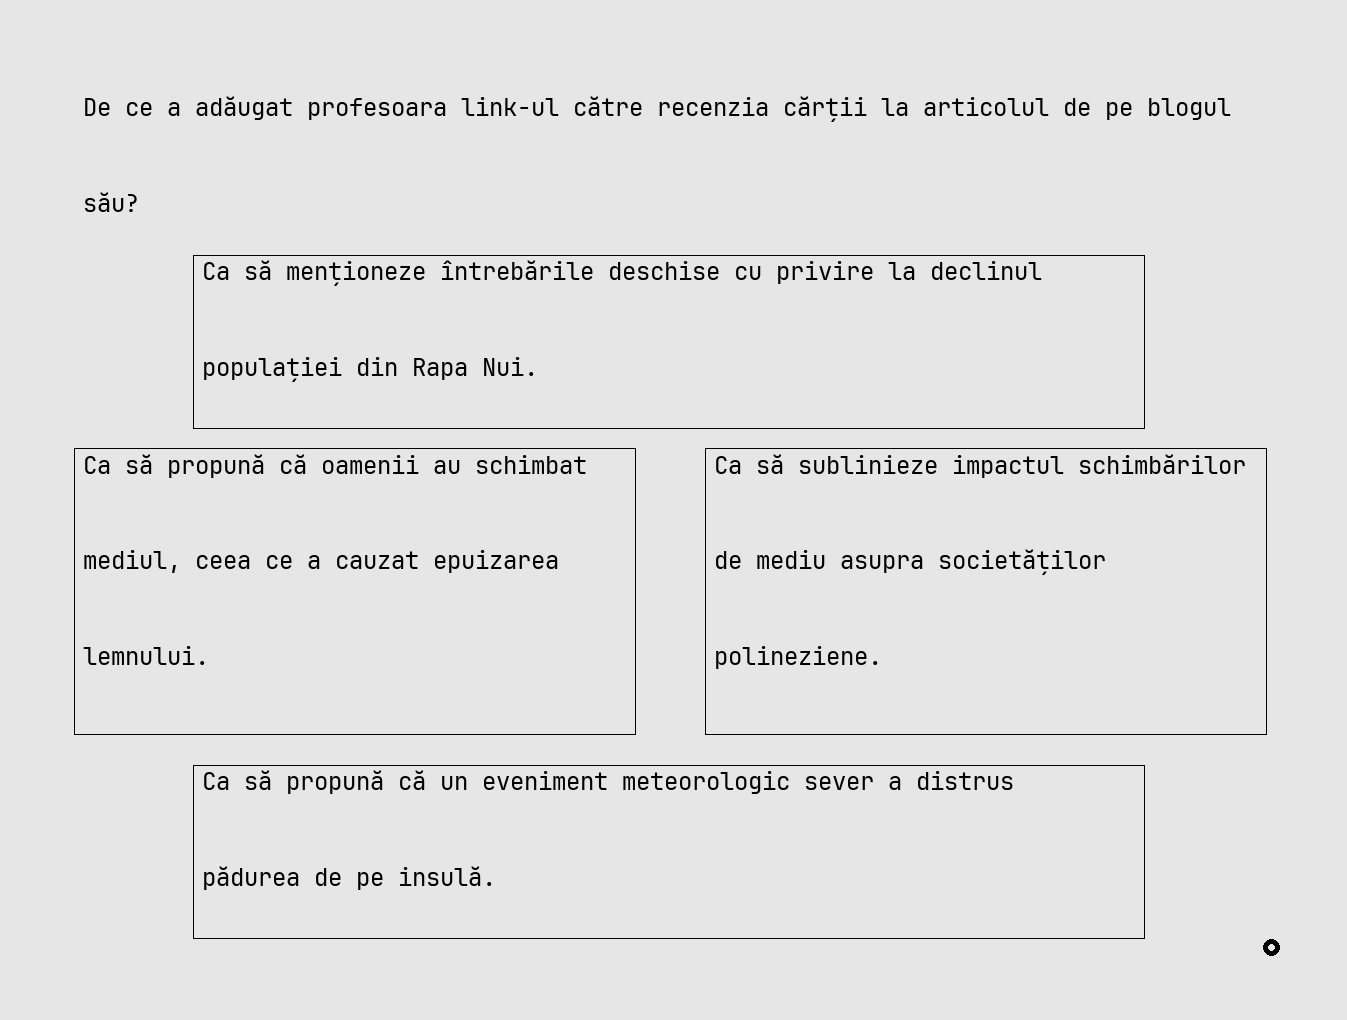 De ce a adăugat profesoara link-ul către recenzia cărții la articolul de pe blogul
său?
Ca să menționeze întrebările deschise cu privire la declinul
populației din Rapa Nui.
Ca să propună că oamenii au schimbat
mediul, ceea ce a cauzat epuizarea
lemnului.
Ca să sublinieze impactul schimbărilor
de mediu asupra societăților
polineziene.
Ca să propună că un eveniment meteorologic sever a distrus
pădurea de pe insulă.